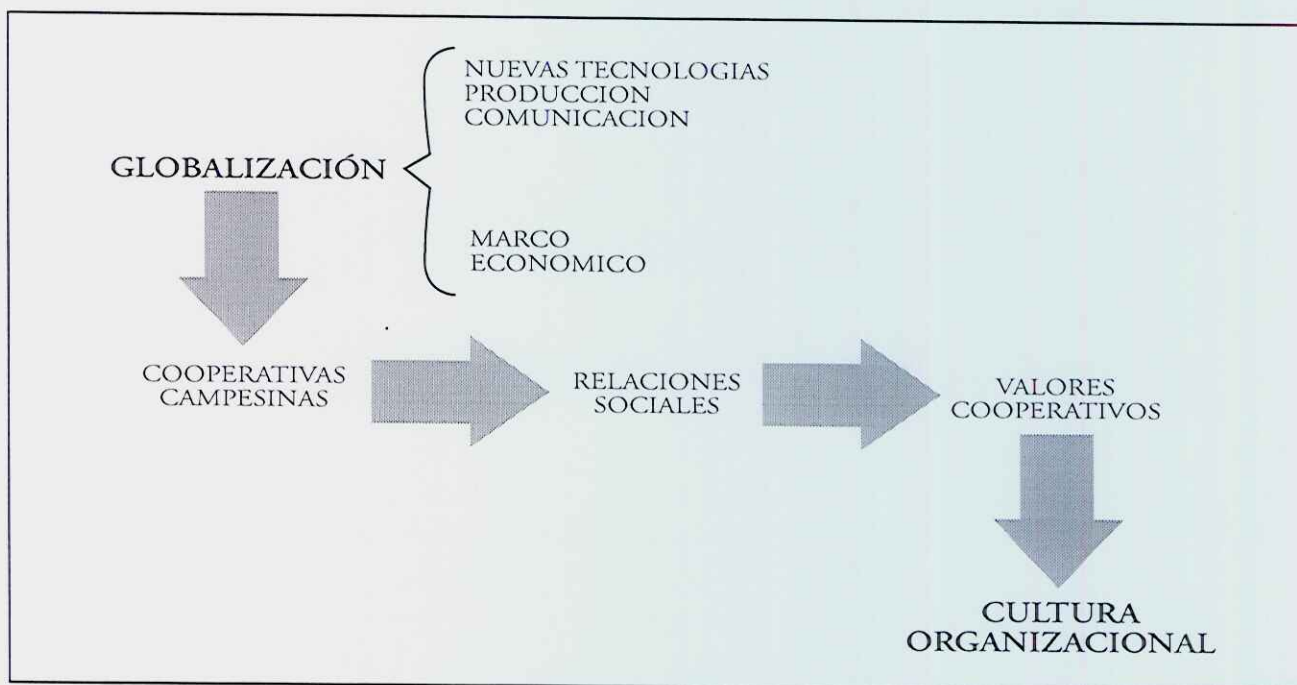 NUEVAS TECNOLOGIAS
PRODUCCION
COMUNICACION
GLOBALIZACIÓN
MARCO
ECONOMICO
COOPERATIVAS
CAMPESINAS
RELACIONES
SOCIALES
VALORES
COOPERATIVOS
CULTURA
ORGANIZACIONAL